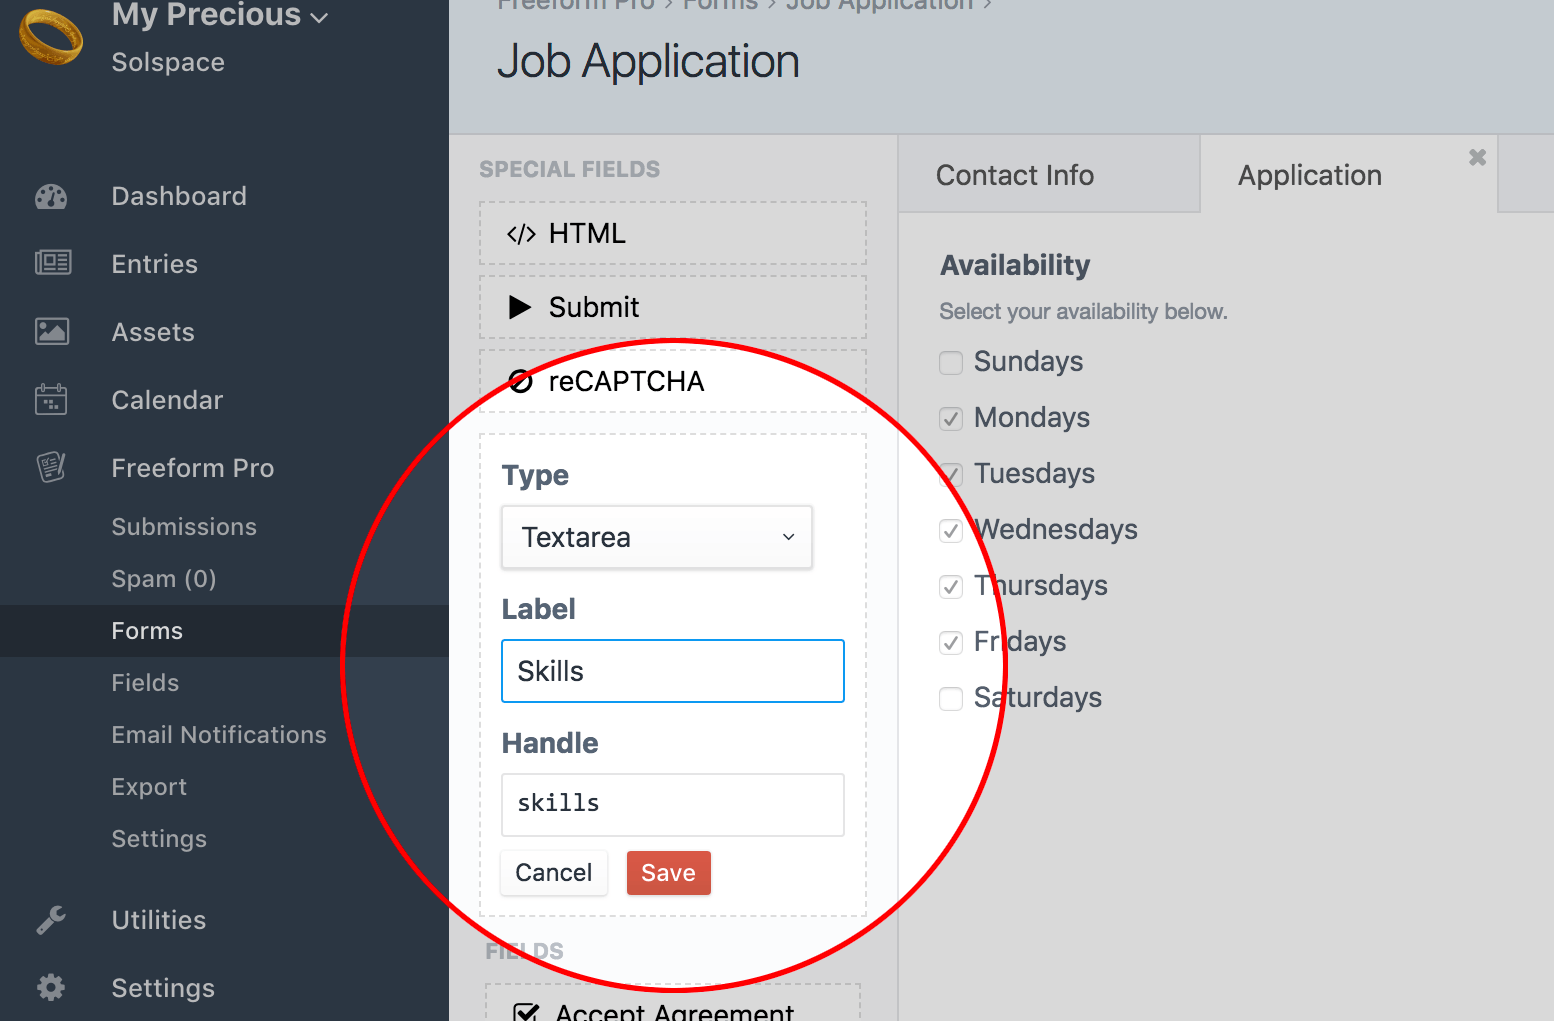 My Precious
Solspace
Dashboard
Entries
Assets
Calendar
Freeform Pro
Submissions
Spam (0)
Forms
Fields
Email Notifications
Export
Settings
Utilities
Settings
Freeform Pro › Forms › Job Application ›
Job Application
SPECIAL FIELDS
</> HTML
Submit
reCAPTCHA
Type
Textarea
Label
Skills
Handle
skills
Cancel Save
FIELDS
Accept Agreement
Contact Info
Application
Availability
Select your availability below.
Sundays
Mondays
Tuesdays
Wednesdays
Thursdays
Fridays
Saturdays